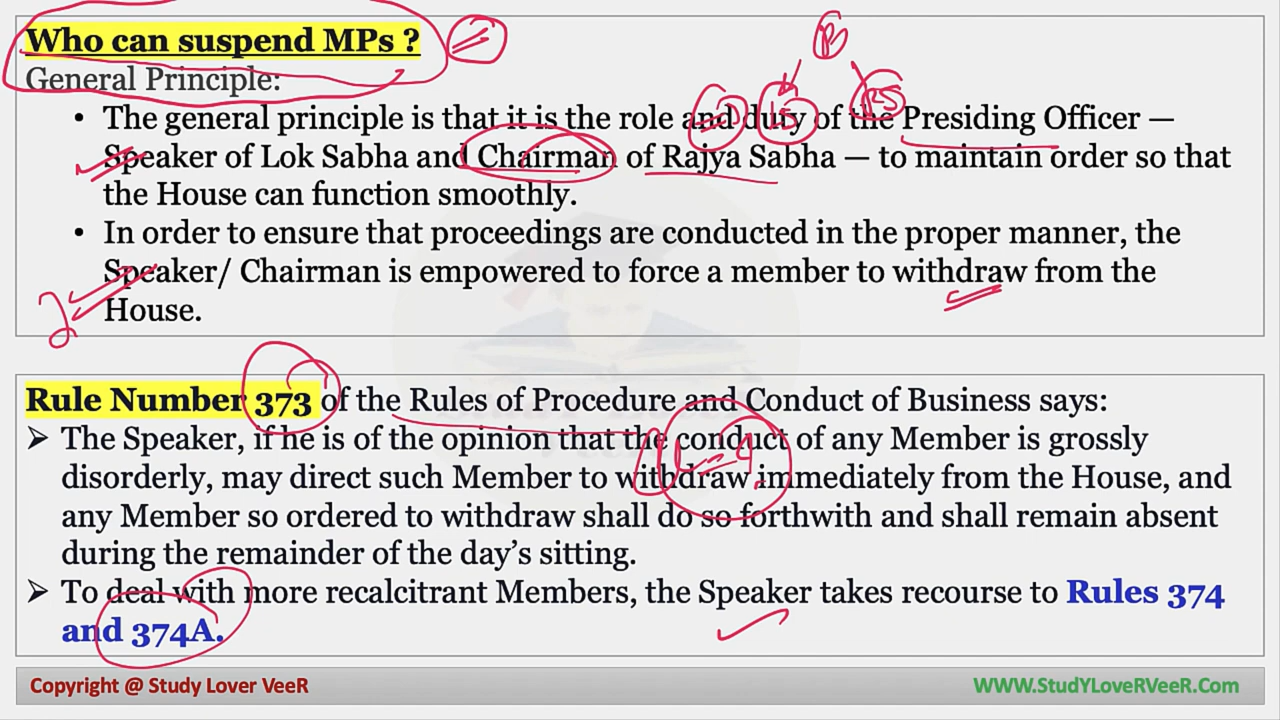 Who can suspend MPs ?
General Principle:
• The general principle is that it is the role and duty of the Presiding Officer —
Speaker of Lok Sabha and Chairman of Rajya Sabha — to maintain order so that
the House can function smoothly.
• In order to ensure that proceedings are conducted in the proper manner, the
Speaker/ Chairman is empowered to force a member to withdraw from the
House.
Rule Number 373 of the Rules of Procedure and Conduct of Business says:
➢ The Speaker, if he is of the opinion that the conduct of any Member is grossly
disorderly, may direct such Member to withdraw immediately from the House, and
any Member so ordered to withdraw shall do so forthwith and shall remain absent
during the remainder of the day's sitting.
➢ To deal with more recalcitrant Members, the Speaker takes recourse to Rules 374
and 374A.
Copyright @ Study Lover VeeR
WWW.StudYLoveRVeeR.Com